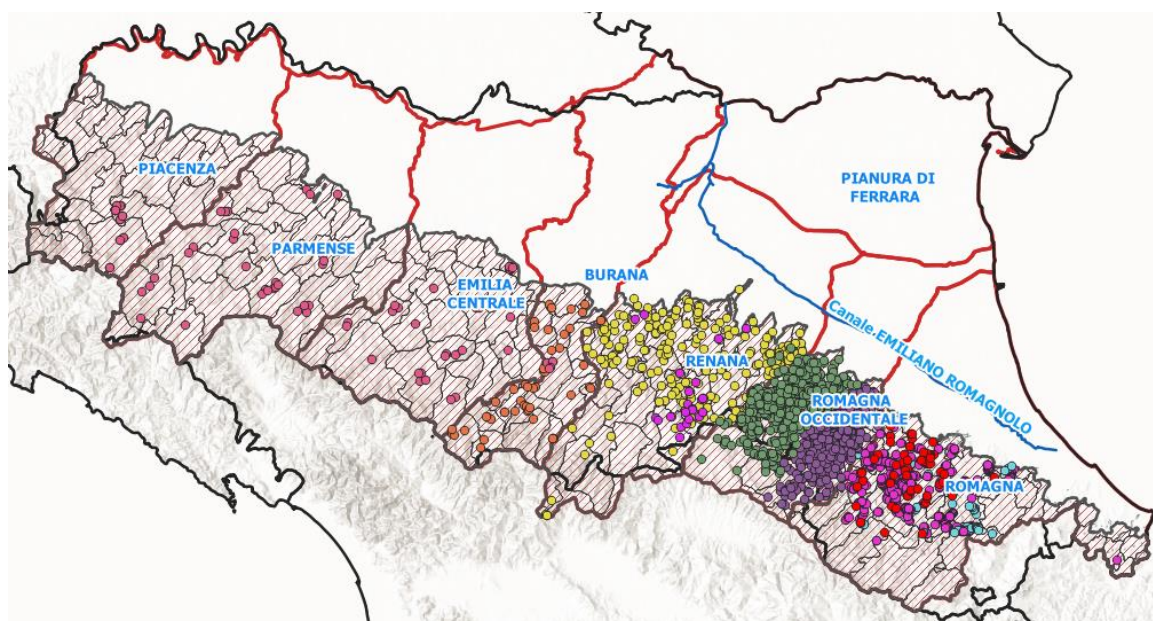 PIACENZA
PARMENSE
EMILIA
CENTRALE
BURANA
RENANA
PIANURA DI
FERRARA
Canale EMILIANO ROMAGNOLO
ROMAGNA
OCCIDENTALE
ROMAGNA